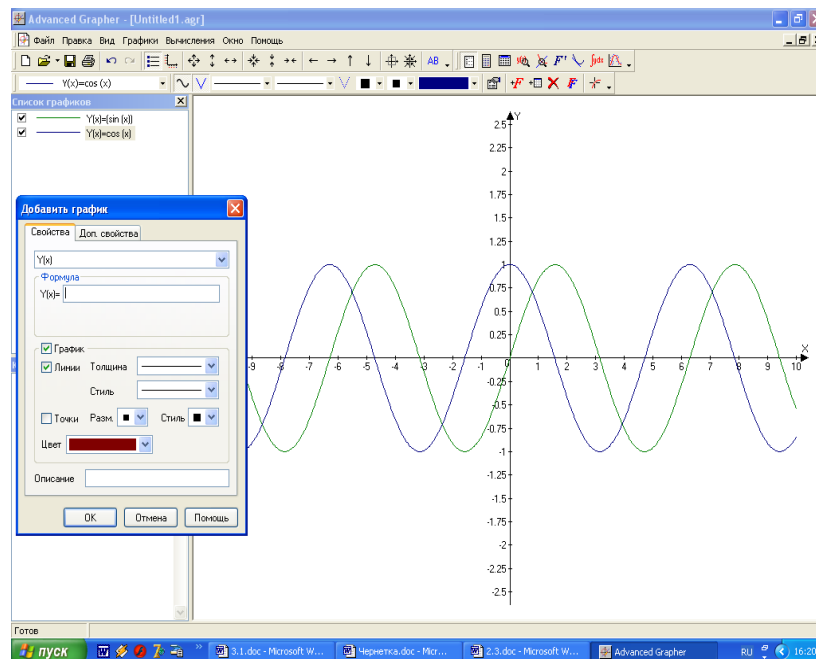 Advanced Grapher - [Untitled1.agr]
Файл Правка Вид Графики Вычисления Окно Помощь
AB F' ∫dx
Y(x)=cos (x)
Список графиков
Y(x)=(sin (x))
Y(x)=cos (x)
Добавить график
Свойства Доп. свойства
Y(x)
Формула
Y(x)=
График
Линии Толщина
Стиль
Точки Разм. Стиль
Цвет
Описание
OK Отмена Помощь
Y
2.5
2.25
2
1.75
1.5
1.25
1
0.75
0.5
0.25
X
-9 -8 -7 -6 -5 -4 -3 -2 -1 0 1 2 3 4 5 6 7 8 9 10
-0.25
-0.5
-0.75
-1
-1.25
-1.5
-1.75
-2
-2.25
-2.5
Готов
пуск 3.1.doc - Microsoft W... Чернетка.doc - Micr... 2.3.doc - Microsoft W... Advanced Grapher RU 16:20